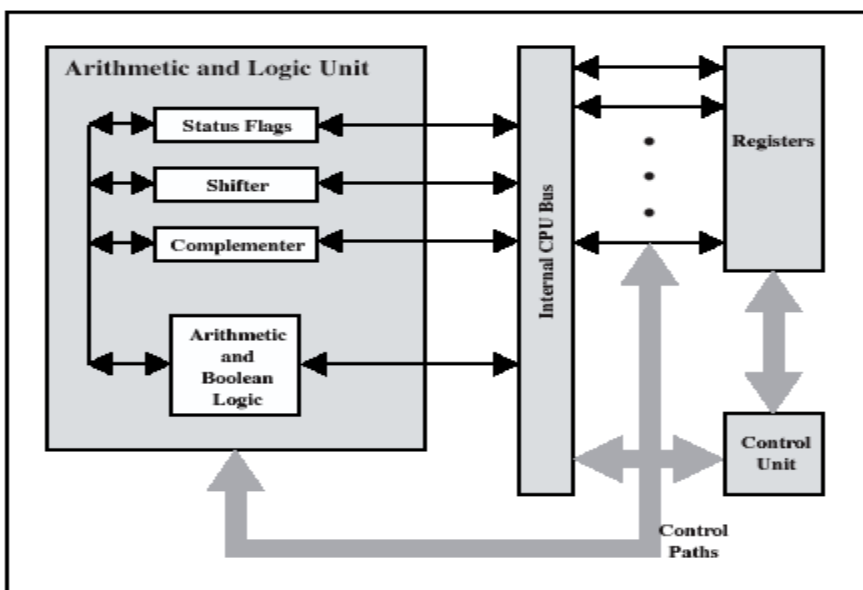 Arithmetic and Logic Unit
Status Flags
Shifter
Complementer
Arithmetic
and
Boolean
Logic
Internal CPU Bus
Registers
Control
Unit
Control
Paths